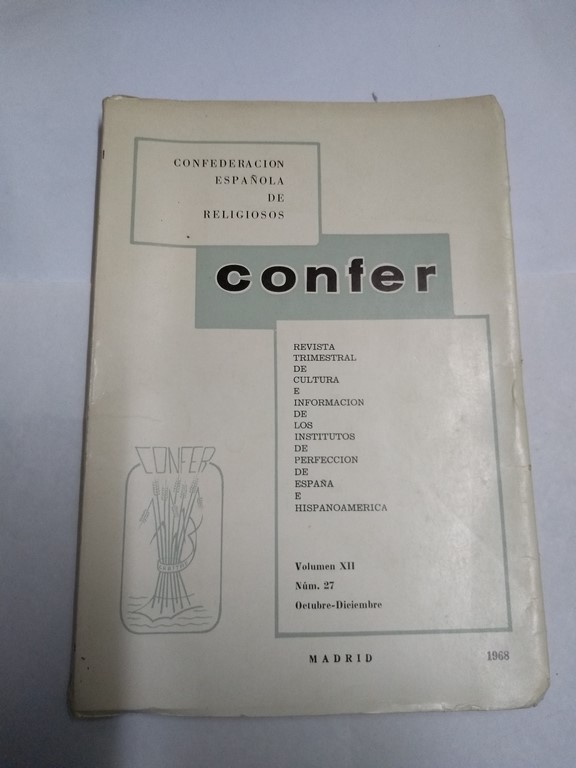 CONFEDERACION
ESPAÑOLA
DE
RELIGIOSOS
confer
REVISTA
TRIMESTRAL
DE
CULTURA
E
INFORMACION
DE
LOS
INSTITUTOS
DE
PERFECCION
DE
ESPAÑA
E
HISPANOAMERICA
CONFER
Volumen XII
Núm. 27
Octubre-Diciembre
MADRID
1968